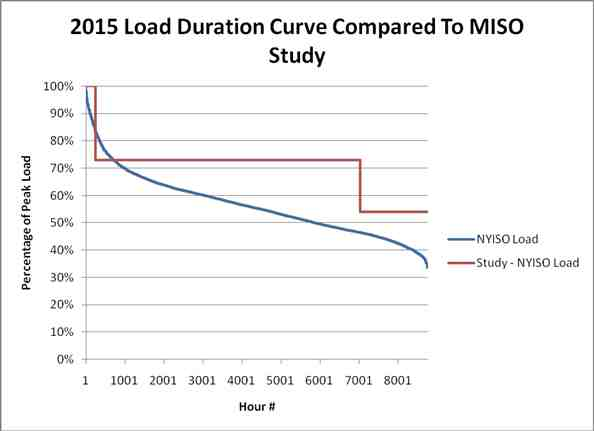 2015 Load Duration Curve Compared To MISO
Study
Percentage of Peak Load
100%
90%
80%
70%
60%
50%
40%
30%
20%
10%
0%
1 1001 2001 3001 4001 5001 6001 7001 8001
Hour #
NYISO Load
Study - NYISO Load